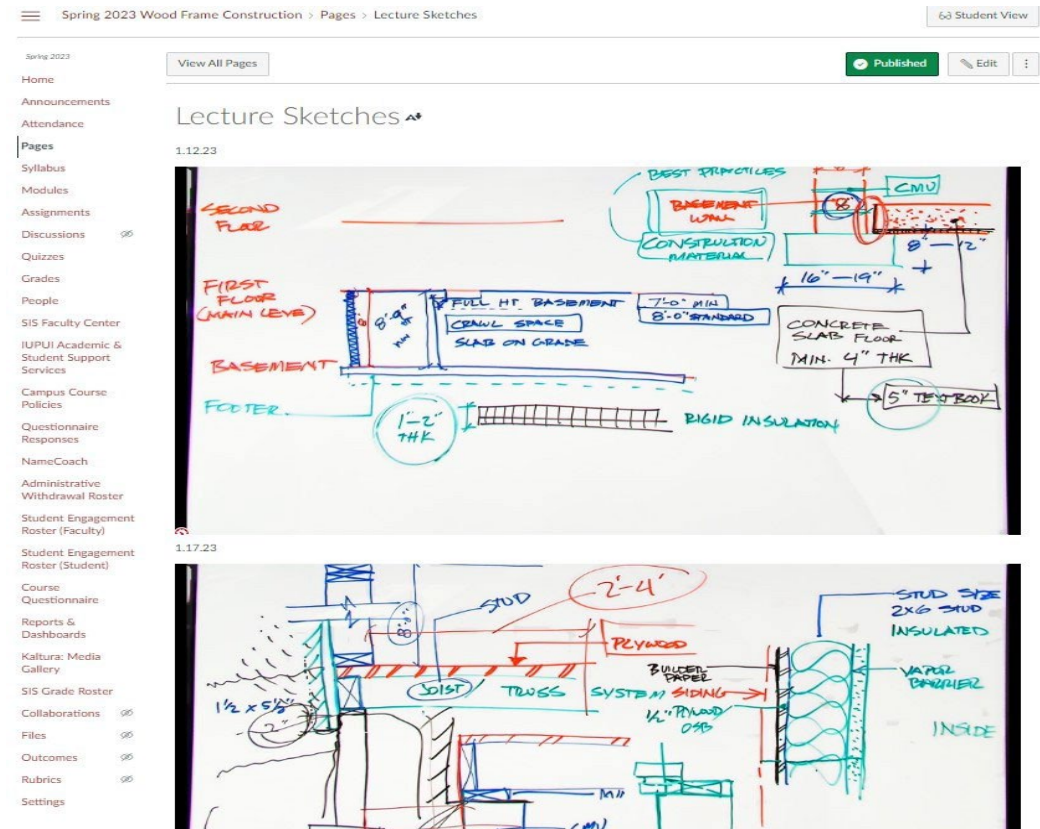 Spring 2023 Wood Frame Construction > Pages > Lecture Sketches
Student View
Spring 2023
Home
Announcements
Attendance
Pages
Syllabus
Modules
Assignments
Discussions
Quizzes
Grades
People
SIS Faculty Center
IUPUI Academic &
Student Support
Services
Campus Course
Policies
Questionnaire
Responses
NameCoach
Administrative
Withdrawal Roster
Student Engagement
Roster (Faculty)
Student Engagement
Roster (Student)
Course
Questionnaire
Reports &
Dashboards
Kaltura: Media
Gallery
SIS Grade Roster
Collaborations
Files
Outcomes
Rubrics
Settings
View All Pages
Published
Edit
Lecture Sketches
1.12.23
BEST PRACTICES
CMU
SECOND
FLOOR
BASEMENT
WALL
8"
CONSTRUCTION
MATERIAL
8" - 12"
16" - 19"
FIRST
FLOOR
(MAIN LEVEL)
8'
8'-9"
MIN
FULL HT BASEMENT
7'-0" MIN
CRAWL SPACE
8'-0" STANDARD
SLAB ON GRADE
CONCRETE
SLAB FLOOR
MIN. 4" THK
BASEMENT
FOOTER
1"-2"
THK
RIGID INSULATION
5" TEXTBOOK
1.17.23
2'-4'
STUD
STUD SIZE
2X6 STUD
INSULATED
PLYWOOD
BUILDER
PAPER
VAPOR
BARRIER
JOIST
TRUSS SYSTEM
SIDING
1 1/2 x 5 1/2"
2"
1/2" PLYWOOD
OSB
INSIDE
CMU